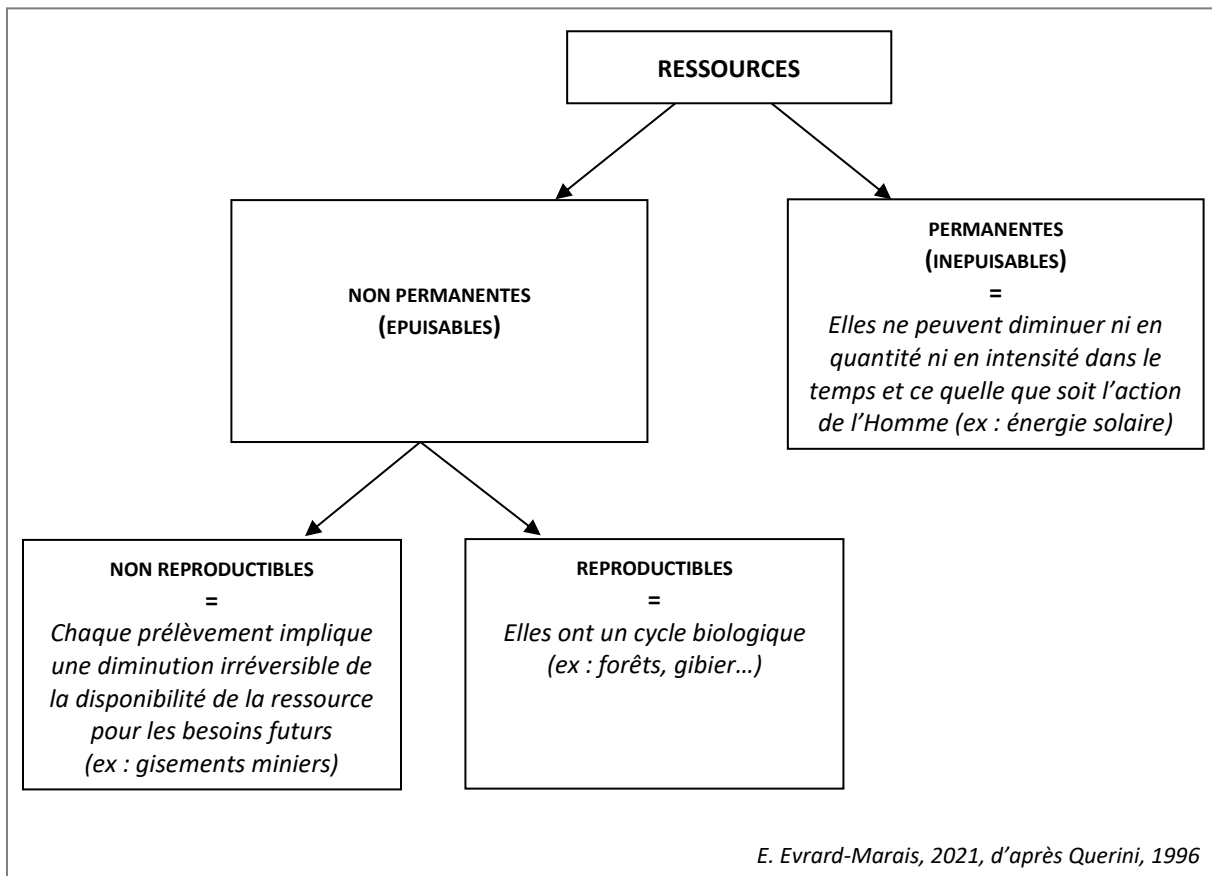 RESSOURCES
NON PERMANENTES
(EPUISABLES)
PERMANENTES
(INEPUISABLES)
=
Elles ne peuvent diminuer ni en
quantité ni en intensité dans le
temps et ce quelle que soit l’action
de l’Homme (ex : énergie solaire)
NON REPRODUCTIBLES
=
Chaque prélèvement implique
une diminution irréversible de
la disponibilité de la ressource
pour les besoins futurs
(ex : gisements miniers)
REPRODUCTIBLES
=
Elles ont un cycle biologique
(ex : forêts, gibier…)
E. Evrard-Marais, 2021, d’après Querini, 1996